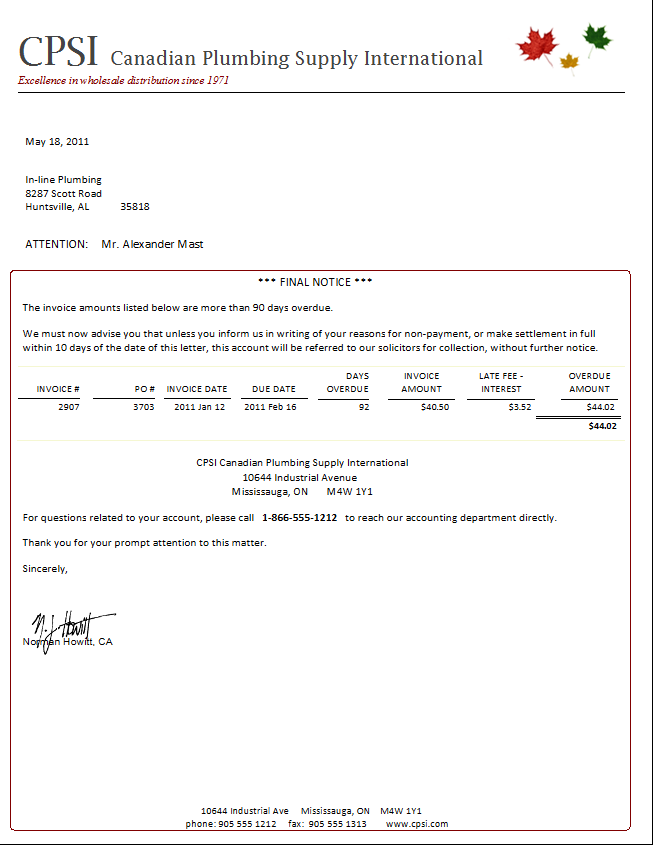 CPSI Canadian Plumbing Supply International
Excellence in wholesale distribution since 1971
May 18, 2011
In-line Plumbing
8287 Scott Road
Huntsville, AL 35818
ATTENTION: Mr. Alexander Mast
*** FINAL NOTICE ***
The invoice amounts listed below are more than 90 days overdue.
We must now advise you that unless you inform us in writing of your reasons for non-payment, or make settlement in full
within 10 days of the date of this letter, this account will be referred to our solicitors for collection, without further notice.
DAYS INVOICE LATE FEE - OVERDUE
INVOICE # PO # INVOICE DATE DUE DATE OVERDUE AMOUNT INTEREST AMOUNT
2907 3703 2011 Jan 12 2011 Feb 16 92 $40.50 $3.52 $44.02
$44.02
CPSI Canadian Plumbing Supply International
10644 Industrial Avenue
Mississauga, ON M4W 1Y1
For questions related to your account, please call 1-866-555-1212 to reach our accounting department directly.
Thank you for your prompt attention to this matter.
Sincerely,
N. J. Howitt
Norman Howitt, CA
10644 Industrial Ave Mississauga, ON M4W 1Y1
phone: 905 555 1212 fax: 905 555 1313 www.cpsi.com